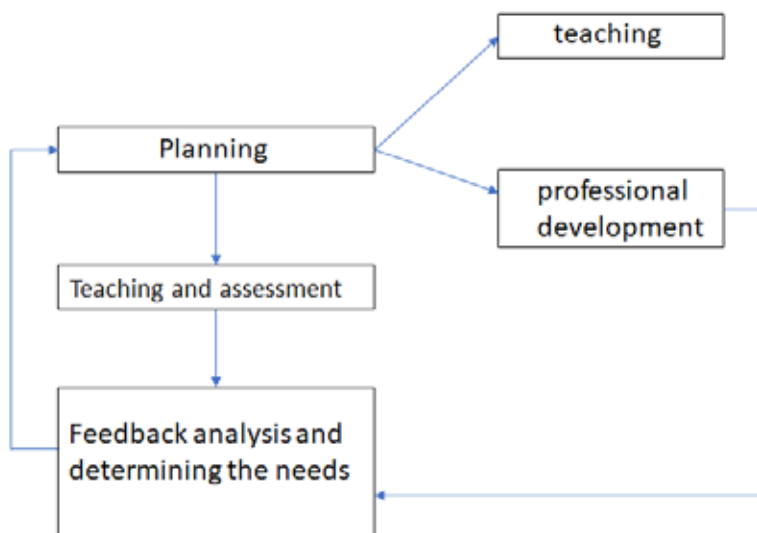 teaching
Planning
professional
development
Teaching and assessment
Feedback analysis and
determining the needs